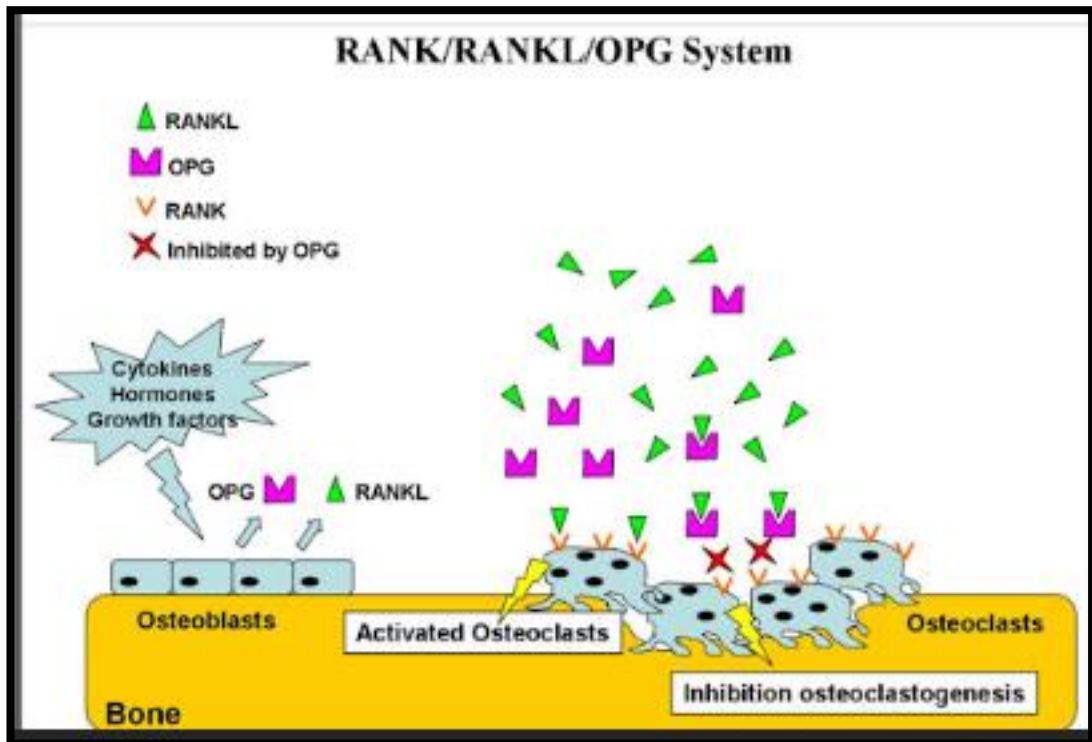 RANK/RANKL/OPG System
RANKL
OPG
RANK
Inhibited by OPG
Cytokines
Hormones
Growth factors
OPG
RANKL
Osteoblasts
Activated Osteoclasts
Osteoclasts
Inhibition osteoclastogenesis
Bone